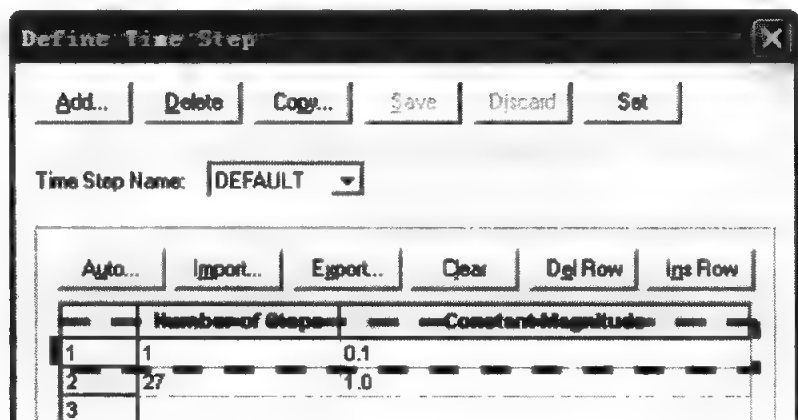 Define Time Step
Add... Delete Copy... Save Discard Set
Time Step Name: DEFAULT
Auto... Import... Export... Clear Del Row Ins Row
Number of Steps Constant Magnitude
1 1 0.1
2 27 1.0
3